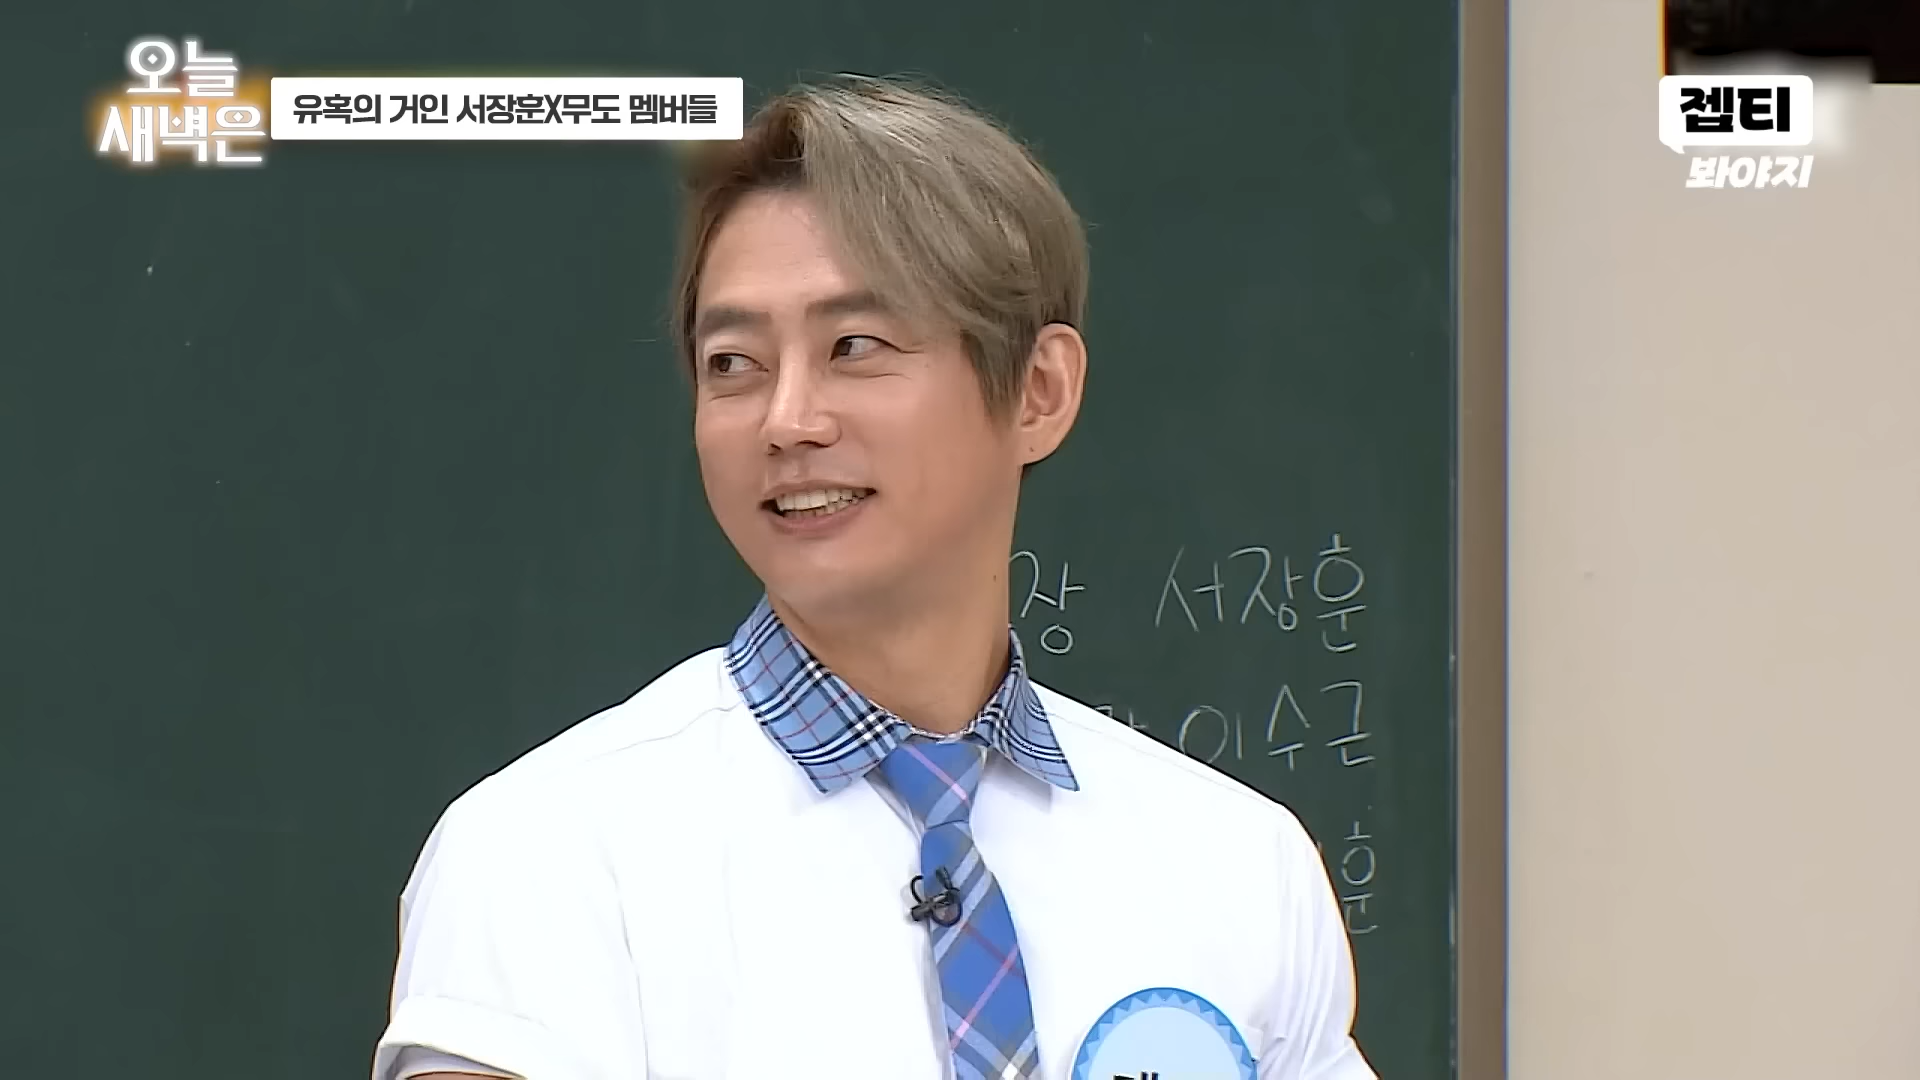 오늘
새벽은
유혹의 거인 서장훈X무도 멤버들
젭티
봐야지
장 서장훈
이수근
훈